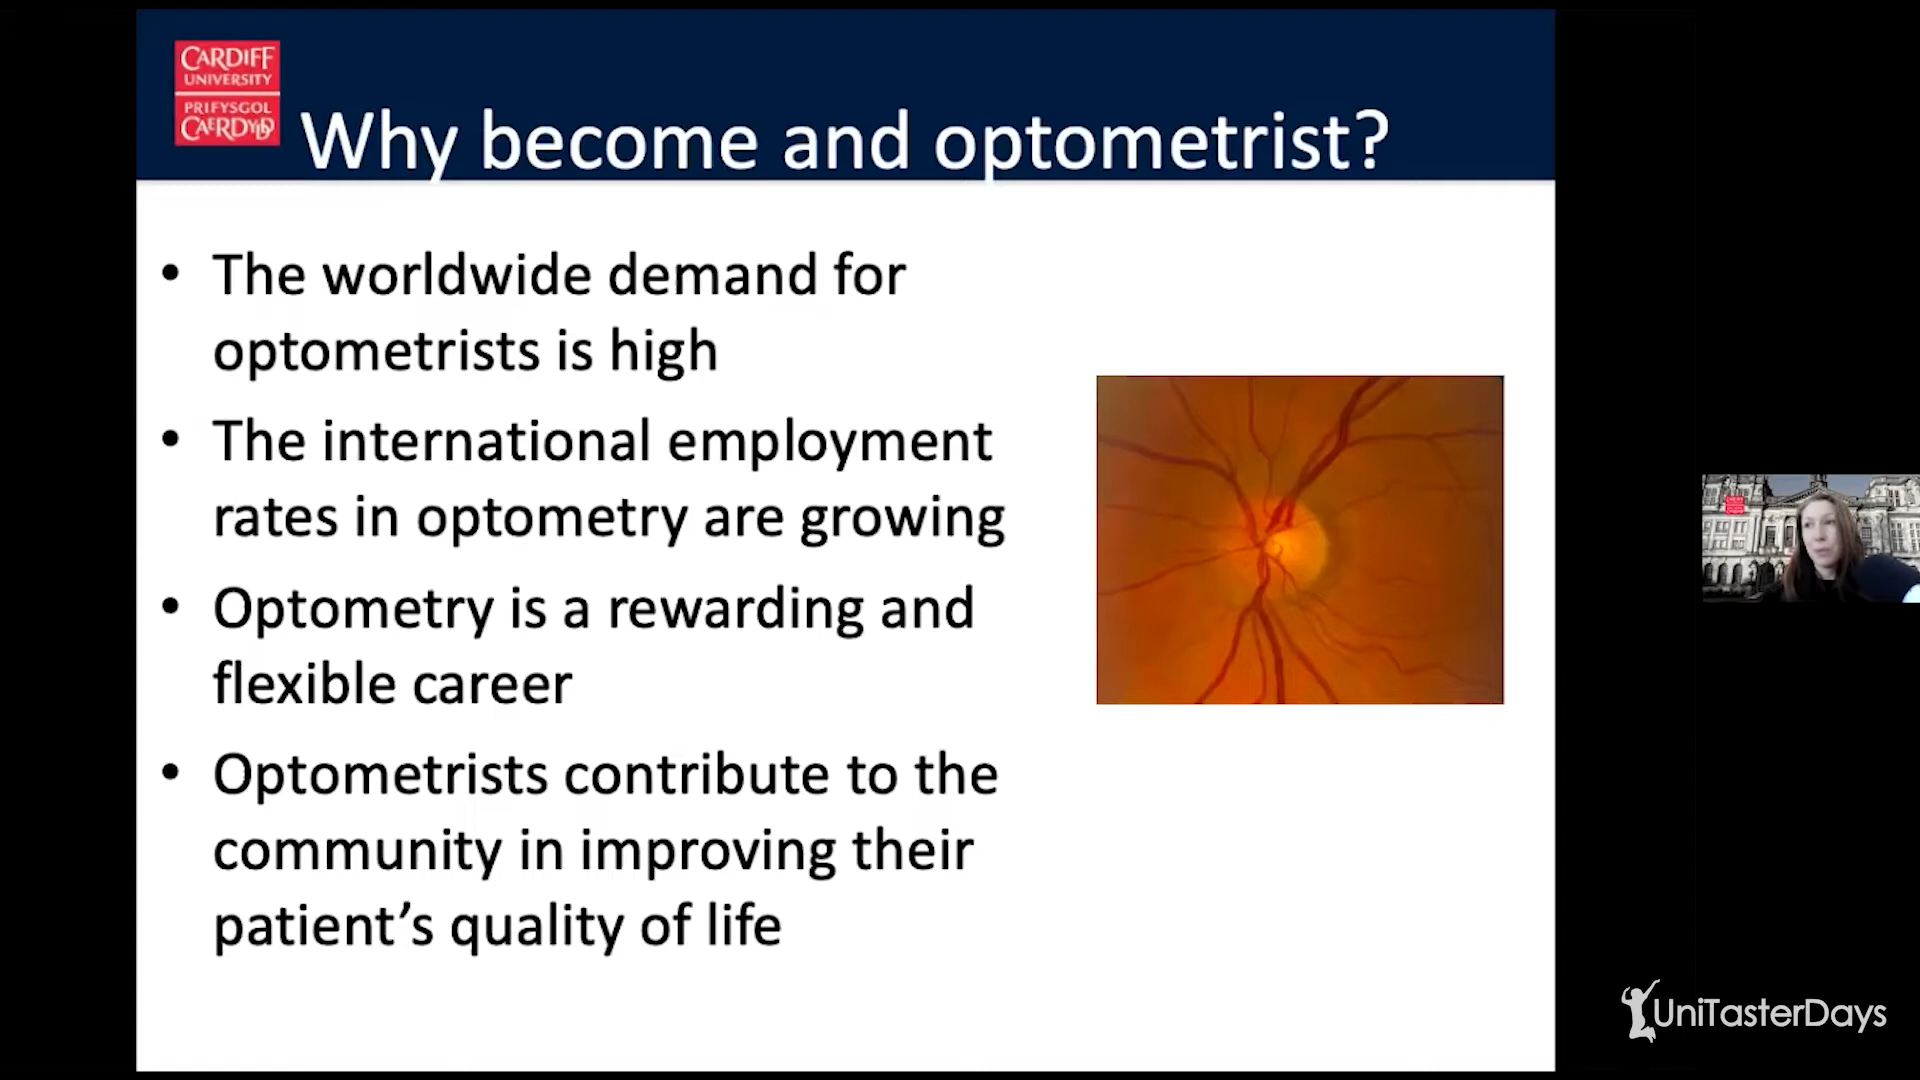 CARDIFF
UNIVERSITY
PRIFYSGOL
CAERDYDD
Why become and optometrist?
• The worldwide demand for
optometrists is high
• The international employment
rates in optometry are growing
• Optometry is a rewarding and
flexible career
• Optometrists contribute to the
community in improving their
patient’s quality of life
UniTasterDays